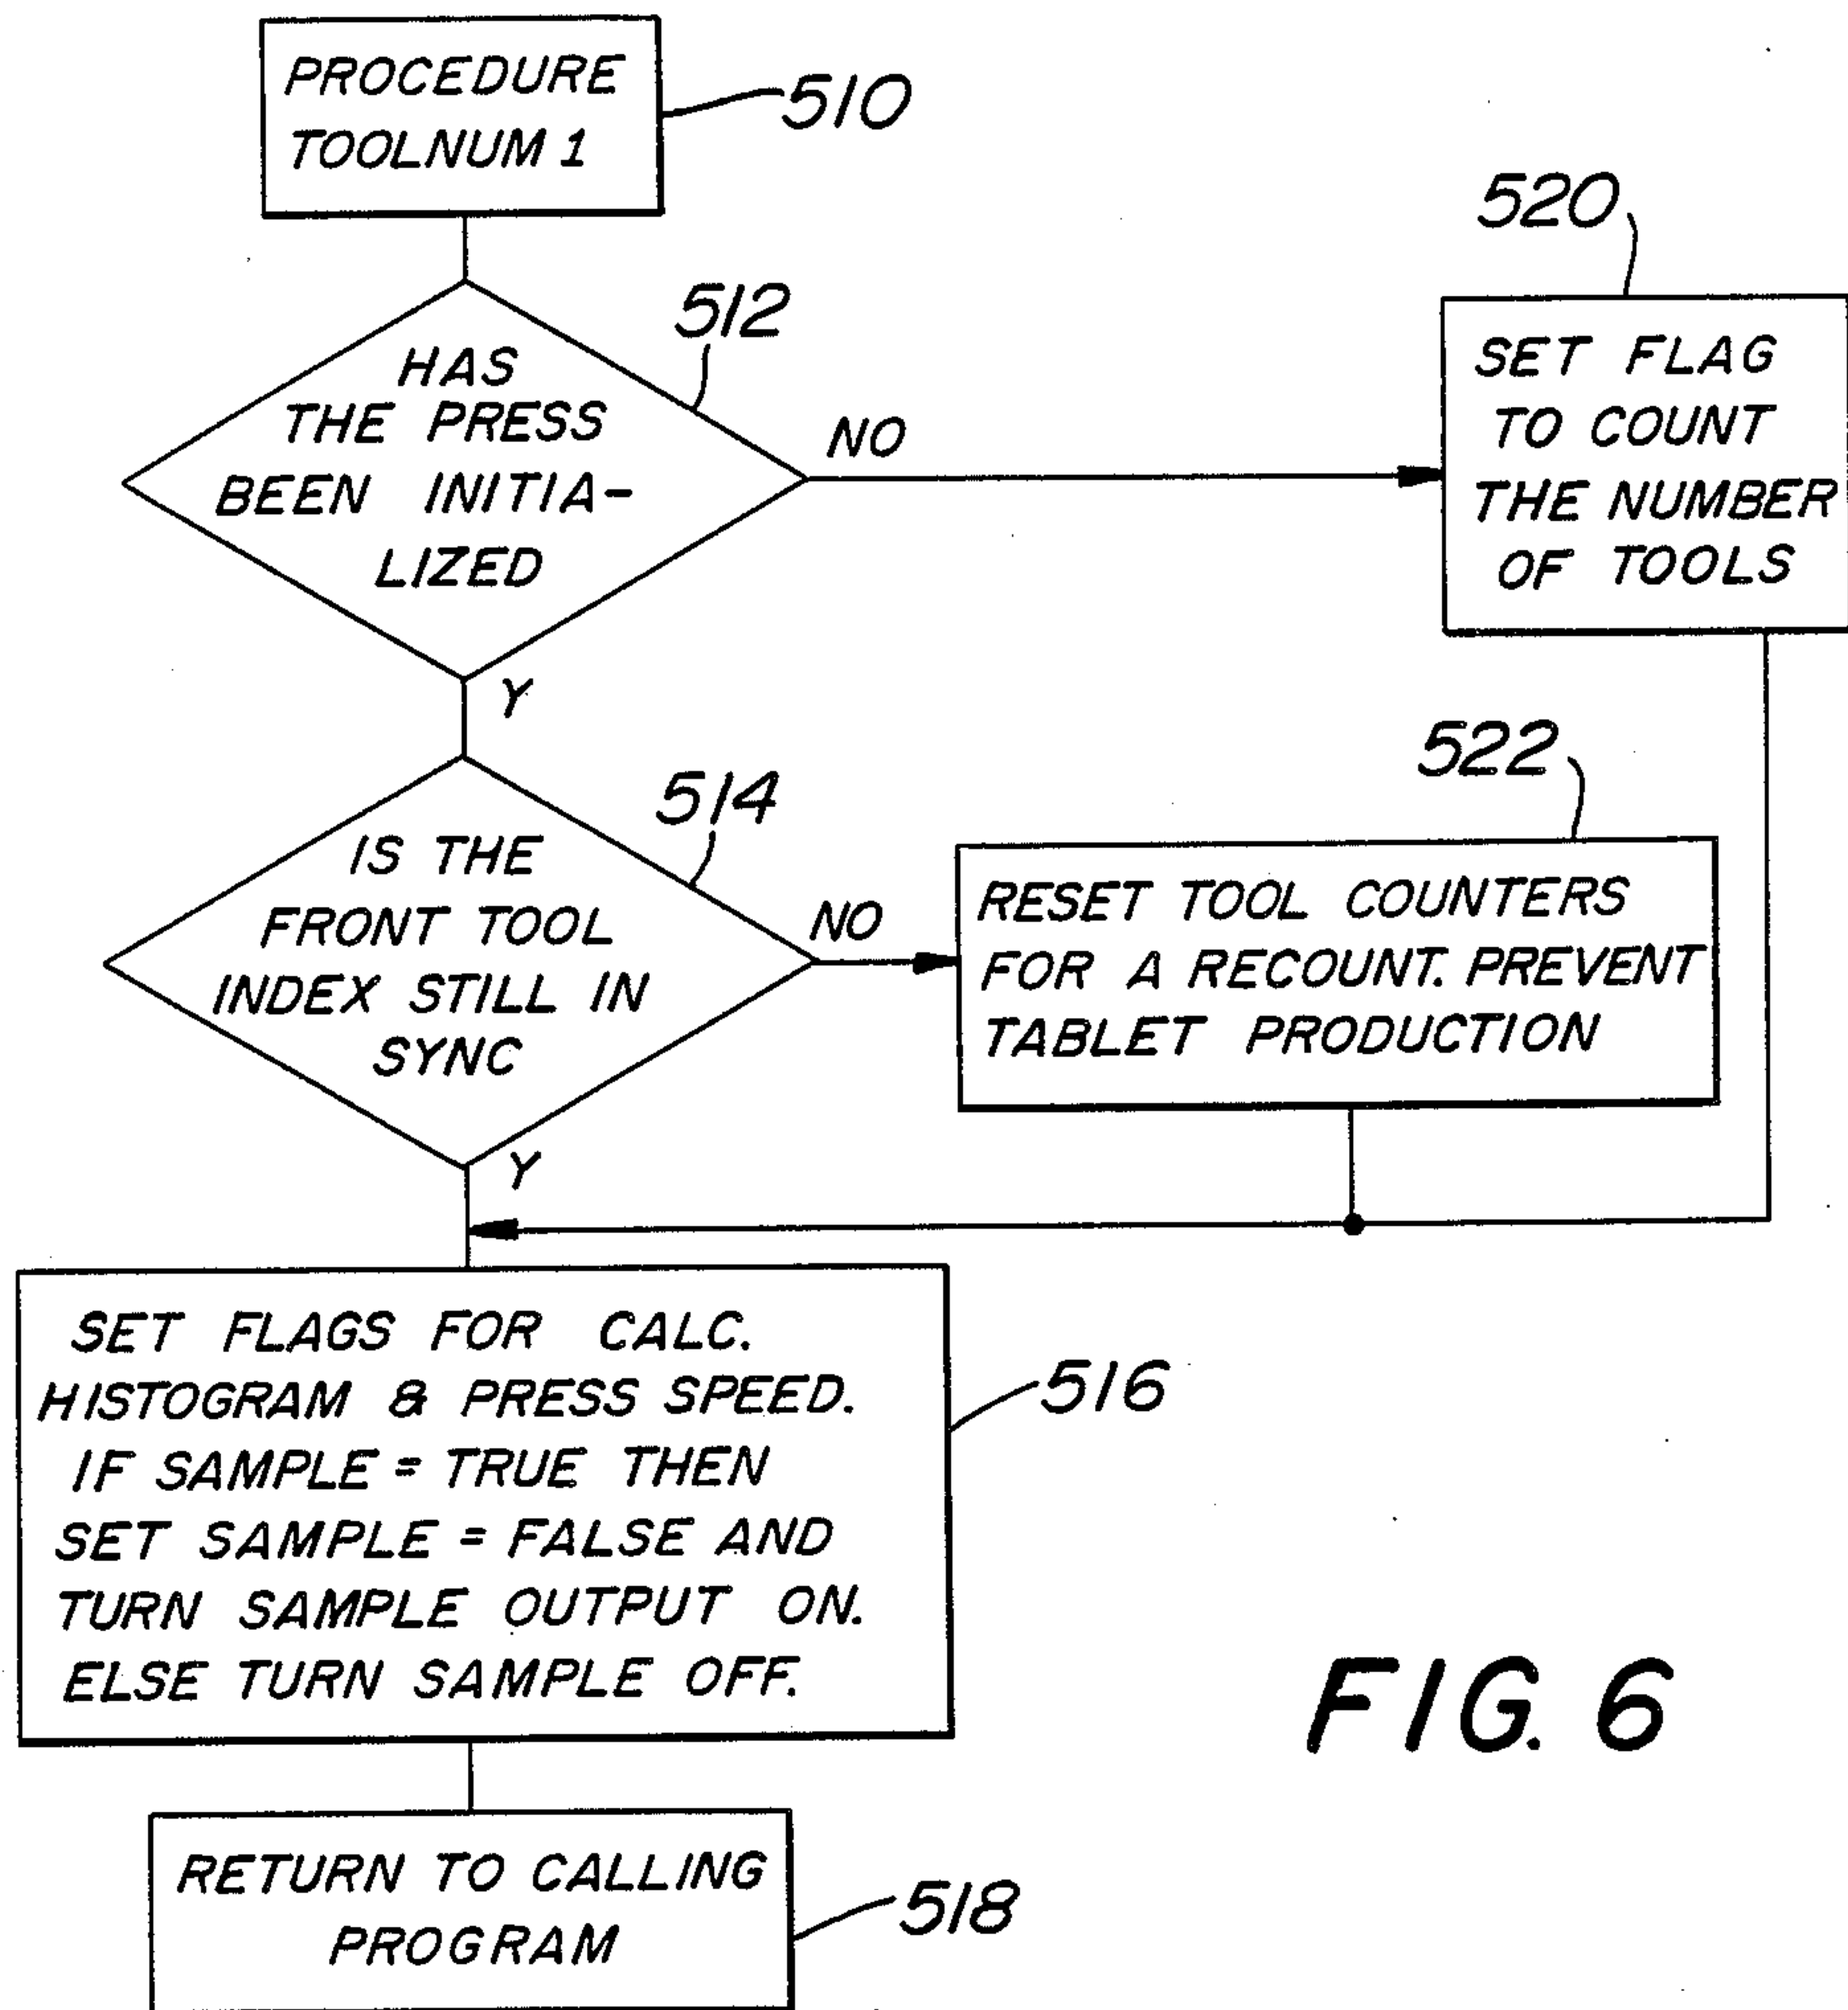 PROCEDURE
TOOLNUM 1
510
HAS
THE PRESS
BEEN INITIA-
LIZED
512
NO
Y
520
SET FLAG
TO COUNT
THE NUMBER
OF TOOLS
IS THE
FRONT TOOL
INDEX STILL IN
SYNC
514
NO
Y
522
RESET TOOL COUNTERS
FOR A RECOUNT. PREVENT
TABLET PRODUCTION
SET FLAGS FOR CALC.
HISTOGRAM & PRESS SPEED.
IF SAMPLE = TRUE THEN
SET SAMPLE = FALSE AND
TURN SAMPLE OUTPUT ON.
ELSE TURN SAMPLE OFF.
516
RETURN TO CALLING
PROGRAM
518
FIG. 6